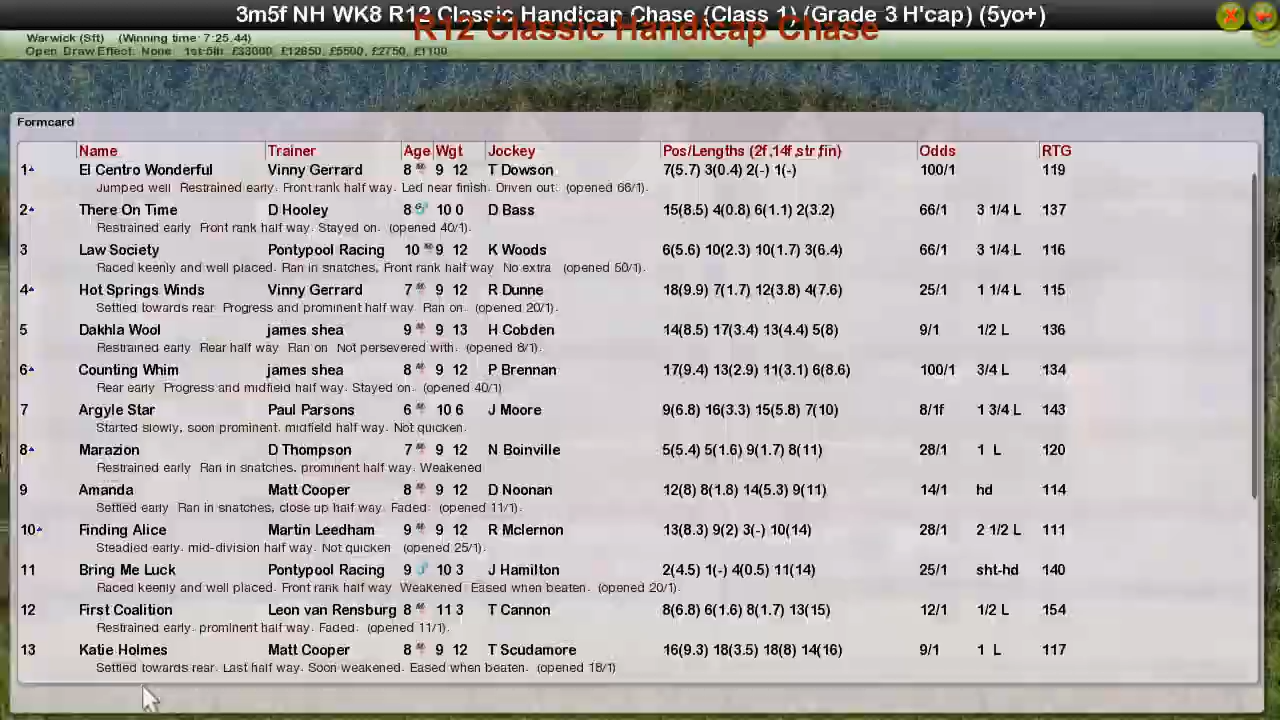 3m5f NH WK8 R12 Classic Handicap Chase (Class 1) (Grade 3 H'cap) (5yo+)
R12 Classic Handicap Chase
Warwick (Sft) (Winning time: 7:25.44)
Open Draw Effect: None 1st-5th: £33000, £12650, £5500, £2750, £1100
Formcard
Name Trainer Age Wgt Jockey Pos/Lengths (2f,14f,str,fin) Odds RTG
1 El Centro Wonderful Vinny Gerrard 8 9 12 T Dowson 7(5.7) 3(0.4) 2(-) 1(-) 100/1 119
Jumped well Restrained early. Front rank half way. Led near finish. Driven out. (opened 66/1).
2 There On Time D Hooley 8 10 0 D Bass 15(8.5) 4(0.8) 6(1.1) 2(3.2) 66/1 3 1/4 L 137
Restrained early Front rank half way. Stayed on. (opened 40/1).
3 Law Society Pontypool Racing 10 9 12 K Woods 6(5.6) 10(2.3) 10(1.7) 3(6.4) 66/1 3 1/4 L 116
Raced keenly and well placed. Ran in snatches, Front rank half way No extra (opened 50/1).
4 Hot Springs Winds Vinny Gerrard 7 9 12 R Dunne 18(9.9) 7(1.7) 12(3.8) 4(7.6) 25/1 1 1/4 L 115
Settled towards rear Progress and prominent half way Ran on. (opened 20/1).
5 Dakhla Wool james shea 9 9 13 H Cobden 14(8.5) 17(3.4) 13(4.4) 5(8) 9/1 1/2 L 136
Restrained early Rear half way Ran on Not persevered with. (opened 8/1).
6 Counting Whim james shea 8 9 12 P Brennan 17(9.4) 13(2.9) 11(3.1) 6(8.6) 100/1 3/4 L 134
Rear early Progress and midfield half way. Stayed on. (opened 40/1)
7 Argyle Star Paul Parsons 6 10 6 J Moore 9(6.8) 16(3.3) 15(5.8) 7(10) 8/1f 1 3/4 L 143
Started slowly, soon prominent. midfield half way. Not quicken.
8 Marazion D Thompson 7 9 12 N Boinville 5(5.4) 5(1.6) 9(1.7) 8(11) 28/1 1 L 120
Restrained early Ran in snatches, prominent half way. Weakened
9 Amanda Matt Cooper 8 9 12 D Noonan 12(8) 8(1.8) 14(5.3) 9(11) 14/1 hd 114
Settled early Ran in snatches, close up half way. Faded. (opened 11/1).
10 Finding Alice Martin Leedham 9 9 12 R Mclernon 13(8.3) 9(2) 3(-) 10(14) 28/1 2 1/2 L 111
Steadied early. mid-division half way. Not quicken (opened 25/1).
11 Bring Me Luck Pontypool Racing 9 10 3 J Hamilton 2(4.5) 1(-) 4(0.5) 11(14) 25/1 sht-hd 140
Raced keenly and well placed. Front rank half way Weakened Eased when beaten. (opened 20/1).
12 First Coalition Leon van Rensburg 8 11 3 T Cannon 8(6.8) 6(1.6) 8(1.7) 13(15) 12/1 1/2 L 154
Restrained early. prominent half way. Faded. (opened 11/1).
13 Katie Holmes Matt Cooper 8 9 12 T Scudamore 16(9.3) 18(3.5) 18(8) 14(16) 9/1 1 L 117
Settled towards rear. Last half way. Soon weakened. Eased when beaten. (opened 18/1)